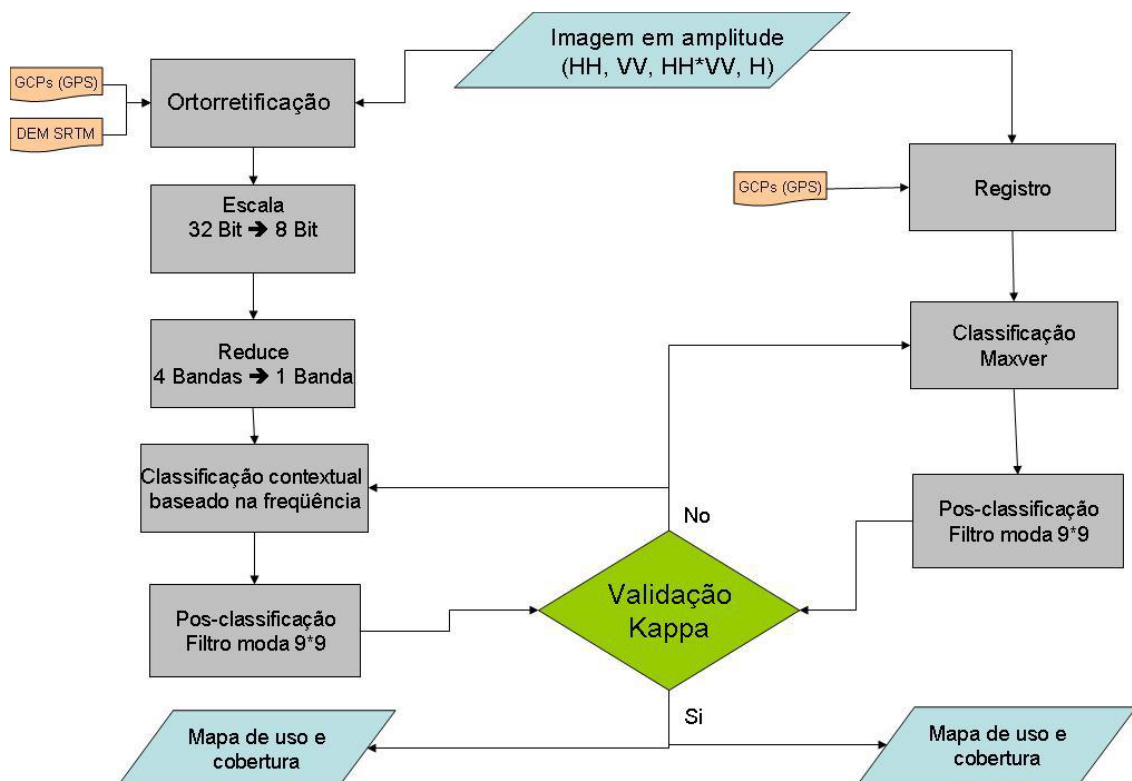 Imagem em amplitude
(HH, VV, HH*VV, H)
GCPs (GPS)
DEM SRTM
Ortorretificação
Escala
32 Bit ➔ 8 Bit
Reduce
4 Bandas ➔ 1 Banda
Classificação contextual
baseado na freqüência
Pos-classificação
Filtro moda 9*9
GCPs (GPS)
Registro
Classificação
Maxver
Pos-classificação
Filtro moda 9*9
No
Validação
Kappa
Si
Mapa de uso e
cobertura
Mapa de uso e
cobertura